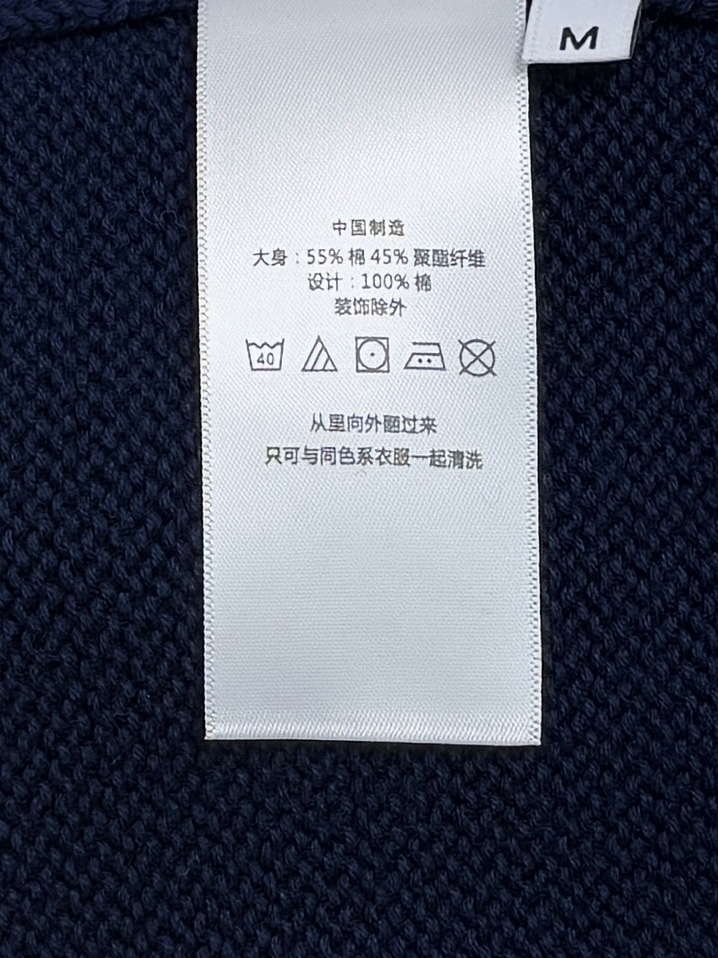 M
中国制造
大身：55% 棉 45% 聚酯纤维
设计：100% 棉
装饰除外
40
从里向外翻过来
只可与同色系衣服一起清洗